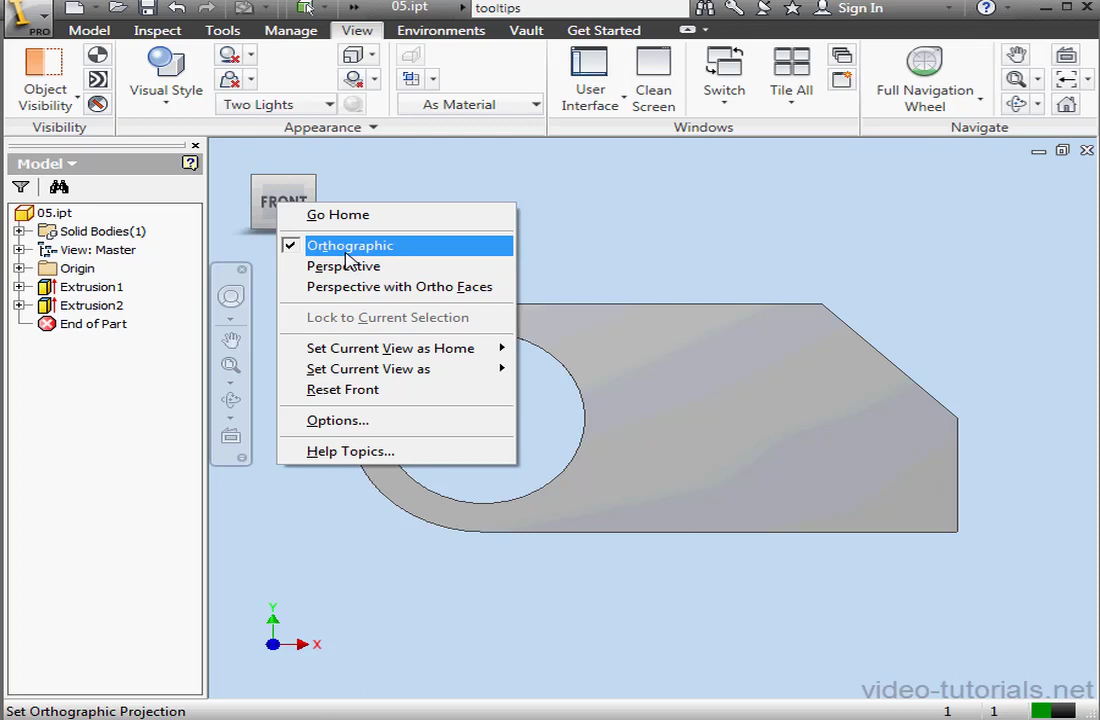 05.ipt
tooltips
Sign In
PRO
Model
Inspect
Tools
Manage
View
Environments
Vault
Get Started
Object
Visibility
Visual Style
Two Lights
As Material
User
Interface
Clean
Screen
Switch
Tile All
Full Navigation
Wheel
Visibility
Appearance
Windows
Navigate
Model
05.ipt
Solid Bodies(1)
View: Master
Origin
Extrusion1
Extrusion2
End of Part
FRONT
Go Home
Orthographic
Perspective
Perspective with Ortho Faces
Lock to Current Selection
Set Current View as Home
Set Current View as
Reset Front
Options...
Help Topics...
Y
X
video-tutorials.net
Set Orthographic Projection
1
1